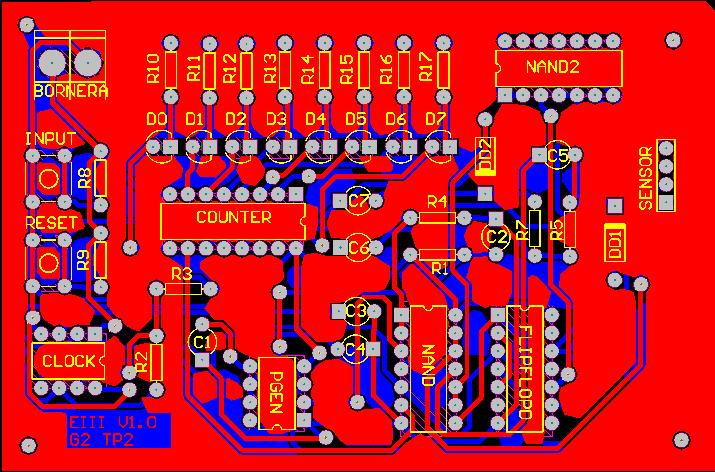 R10 R11 R12 R13 R14 R15 R16 R17
NAND2
BORNERA
D0 D1 D2 D3 D4 D5 D6 D7
INPUT
DD2
C5
R8
SENSOR
C7
COUNTER
R4
RESET
C2
R7
R5
DD1
C6
R9
R1
R3
C3
C1
C4
NAND
FLIPFLOPD
CLOCK
R2
PGEN
EIII V1.0
G2 TP2